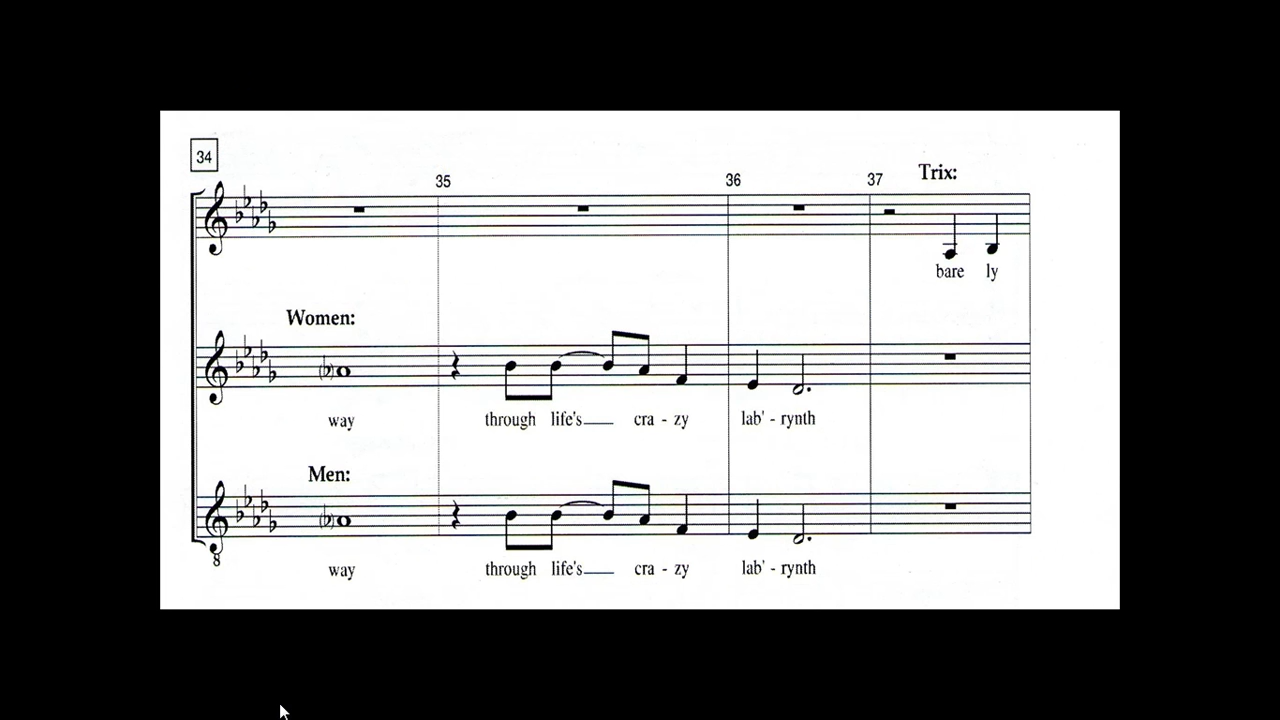 34
35
36
37
Trix:
bare ly
Women:
way through life's cra - zy lab' - rynth
Men:
8
way through life's cra - zy lab' - rynth